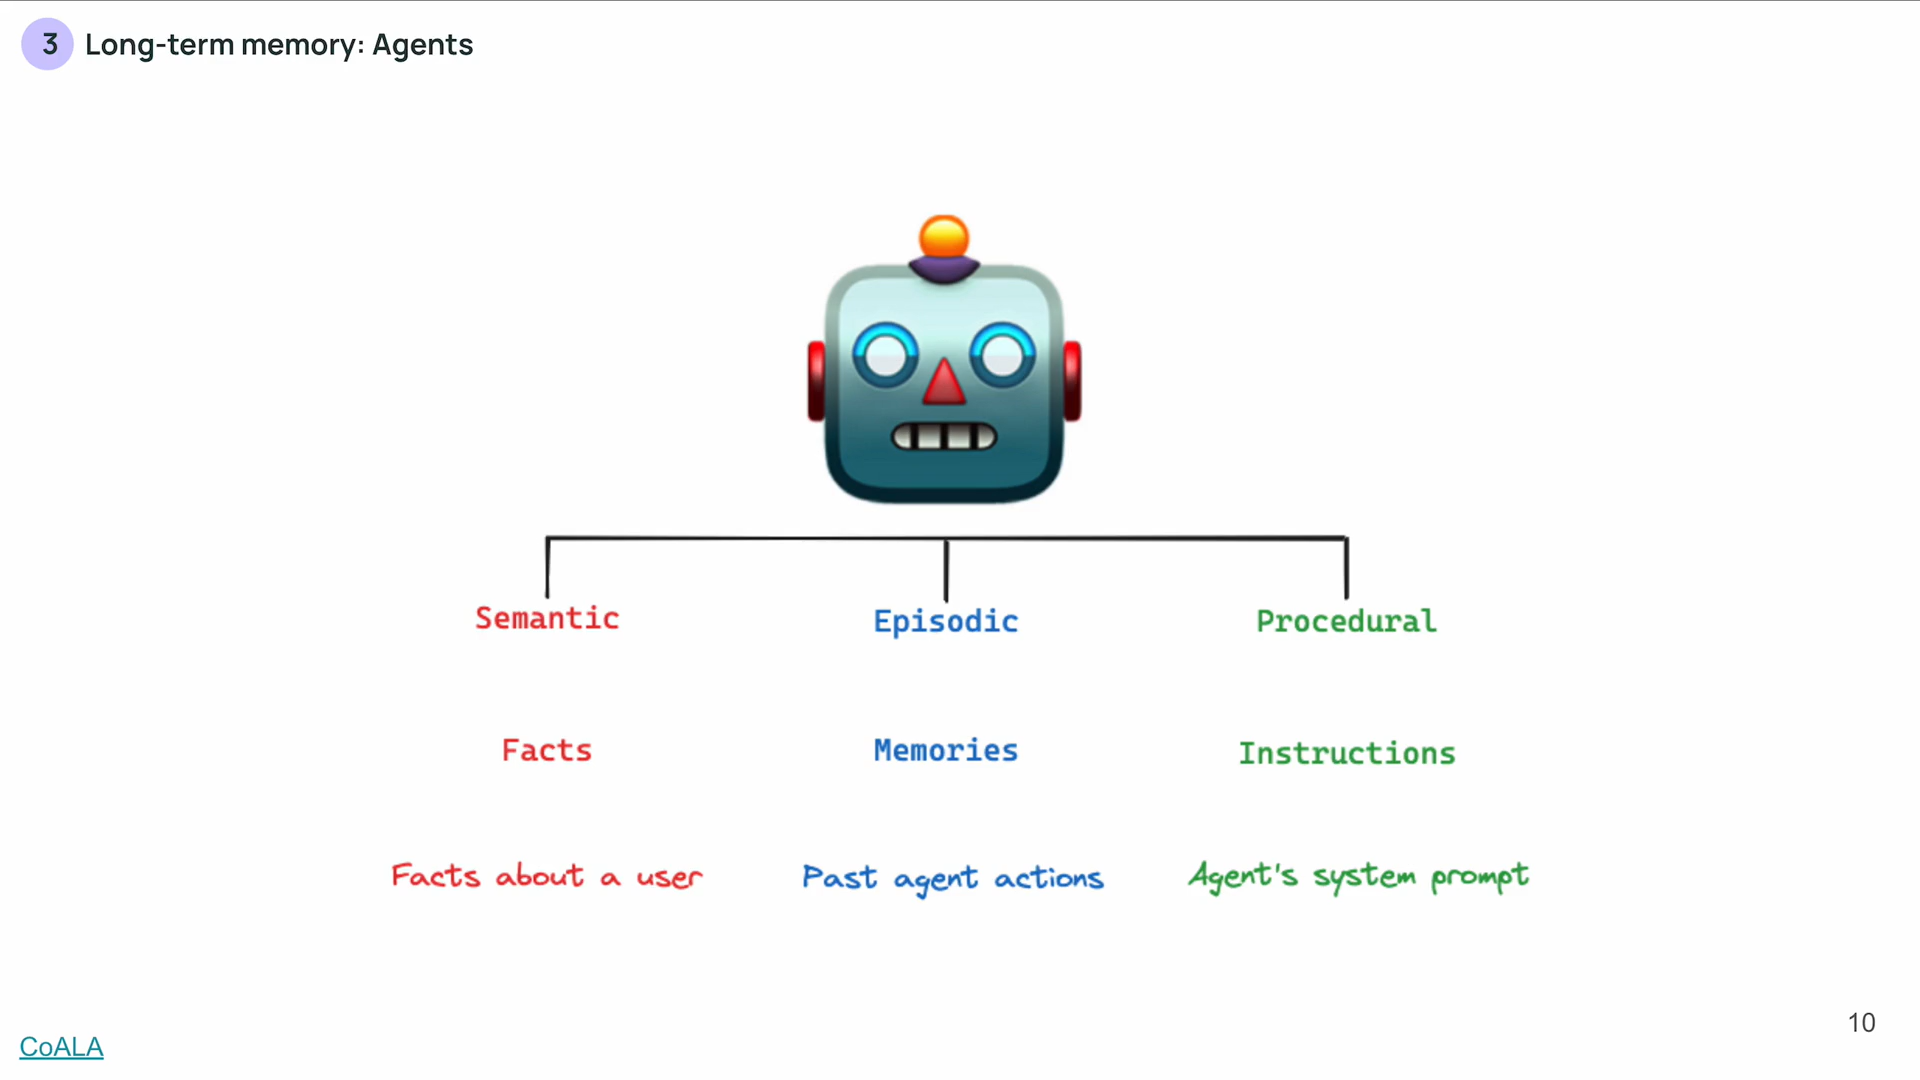 3 Long-term memory: Agents
Semantic Episodic Procedural
Facts Memories Instructions
Facts about a user Past agent actions Agent's system prompt
10
CoALA